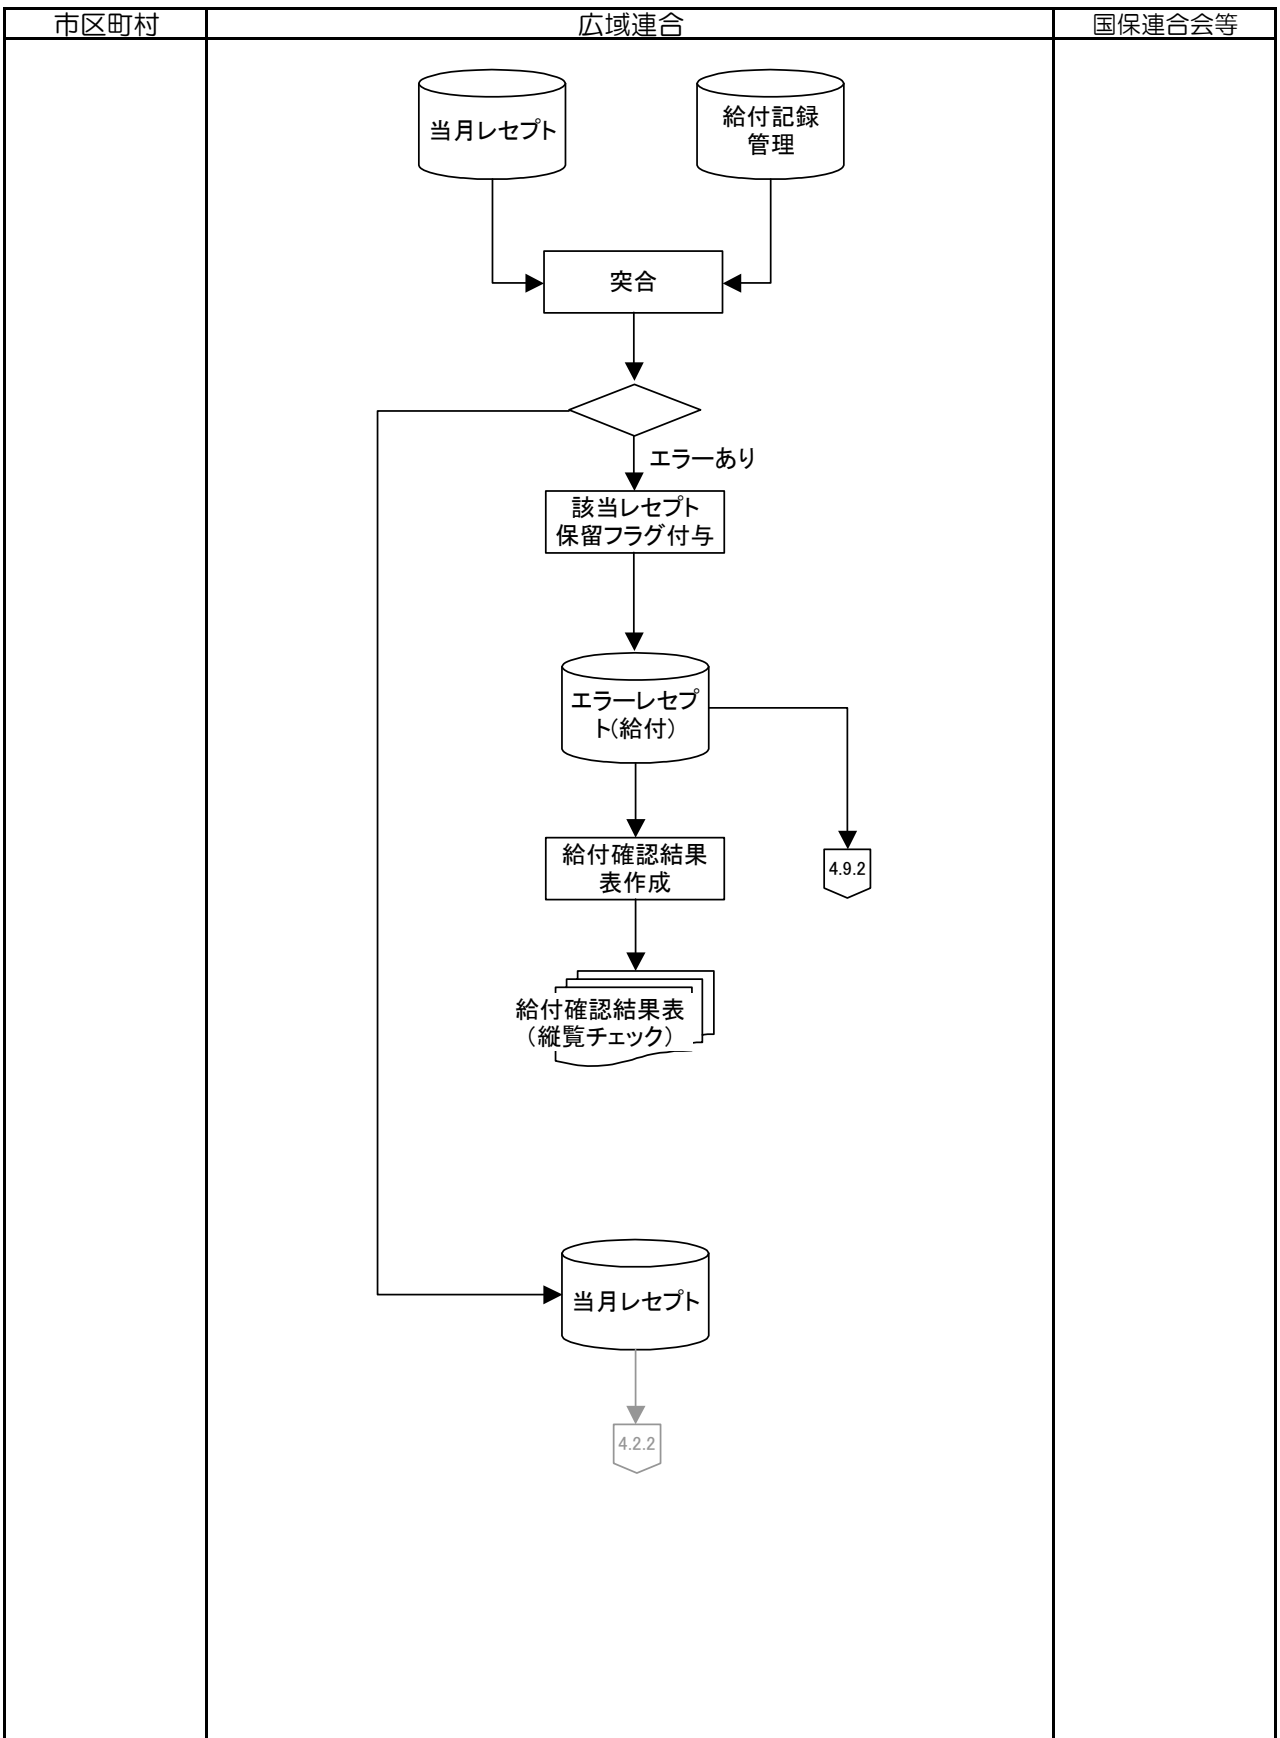 市区町村
広域連合
国保連合会等
当月レセプト
給付記録
管理
突合
エラーあり
該当レセプト
保留フラグ付与
エラーレセプ
ト(給付)
給付確認結果
表作成
4.9.2
給付確認結果表
(縦覧チェック)
当月レセプト
4.2.2